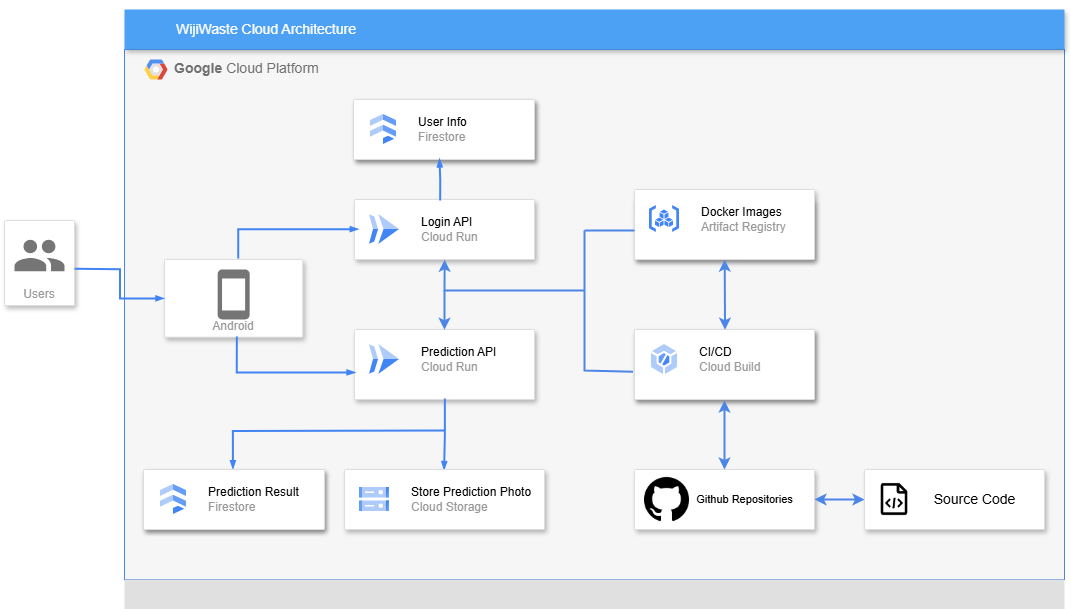 WijiWaste Cloud Architecture
Google Cloud Platform
User Info
Firestore
Login API
Cloud Run
Docker Images
Artifact Registry
Users
Android
Prediction API
Cloud Run
CI/CD
Cloud Build
Prediction Result
Firestore
Store Prediction Photo
Cloud Storage
Github Repositories
Source Code